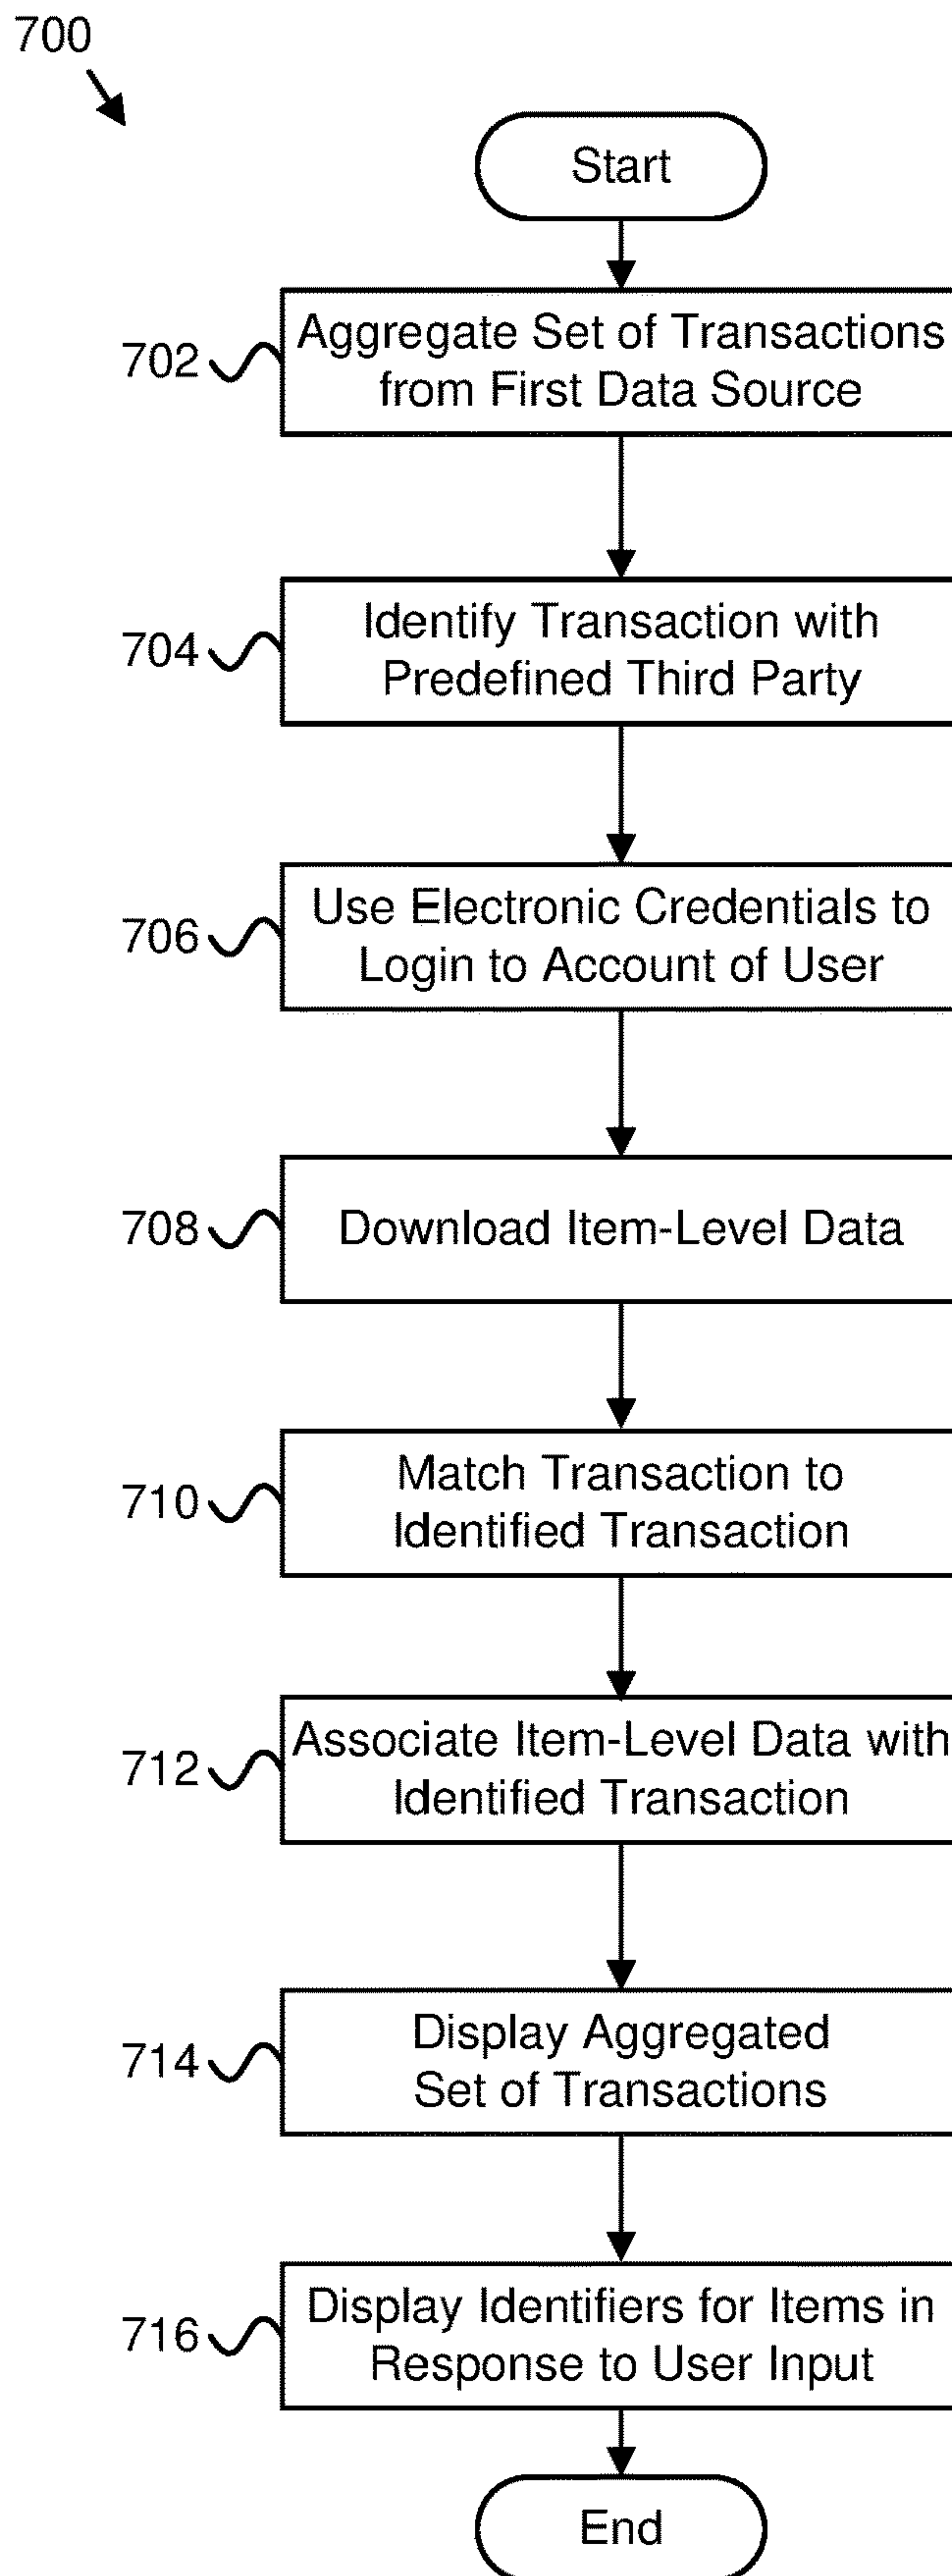 700
Start
702
Aggregate Set of Transactions
from First Data Source
704
Identify Transaction with
Predefined Third Party
706
Use Electronic Credentials to
Login to Account of User
708
Download Item-Level Data
710
Match Transaction to
Identified Transaction
712
Associate Item-Level Data with
Identified Transaction
714
Display Aggregated
Set of Transactions
716
Display Identifiers for Items in
Response to User Input
End